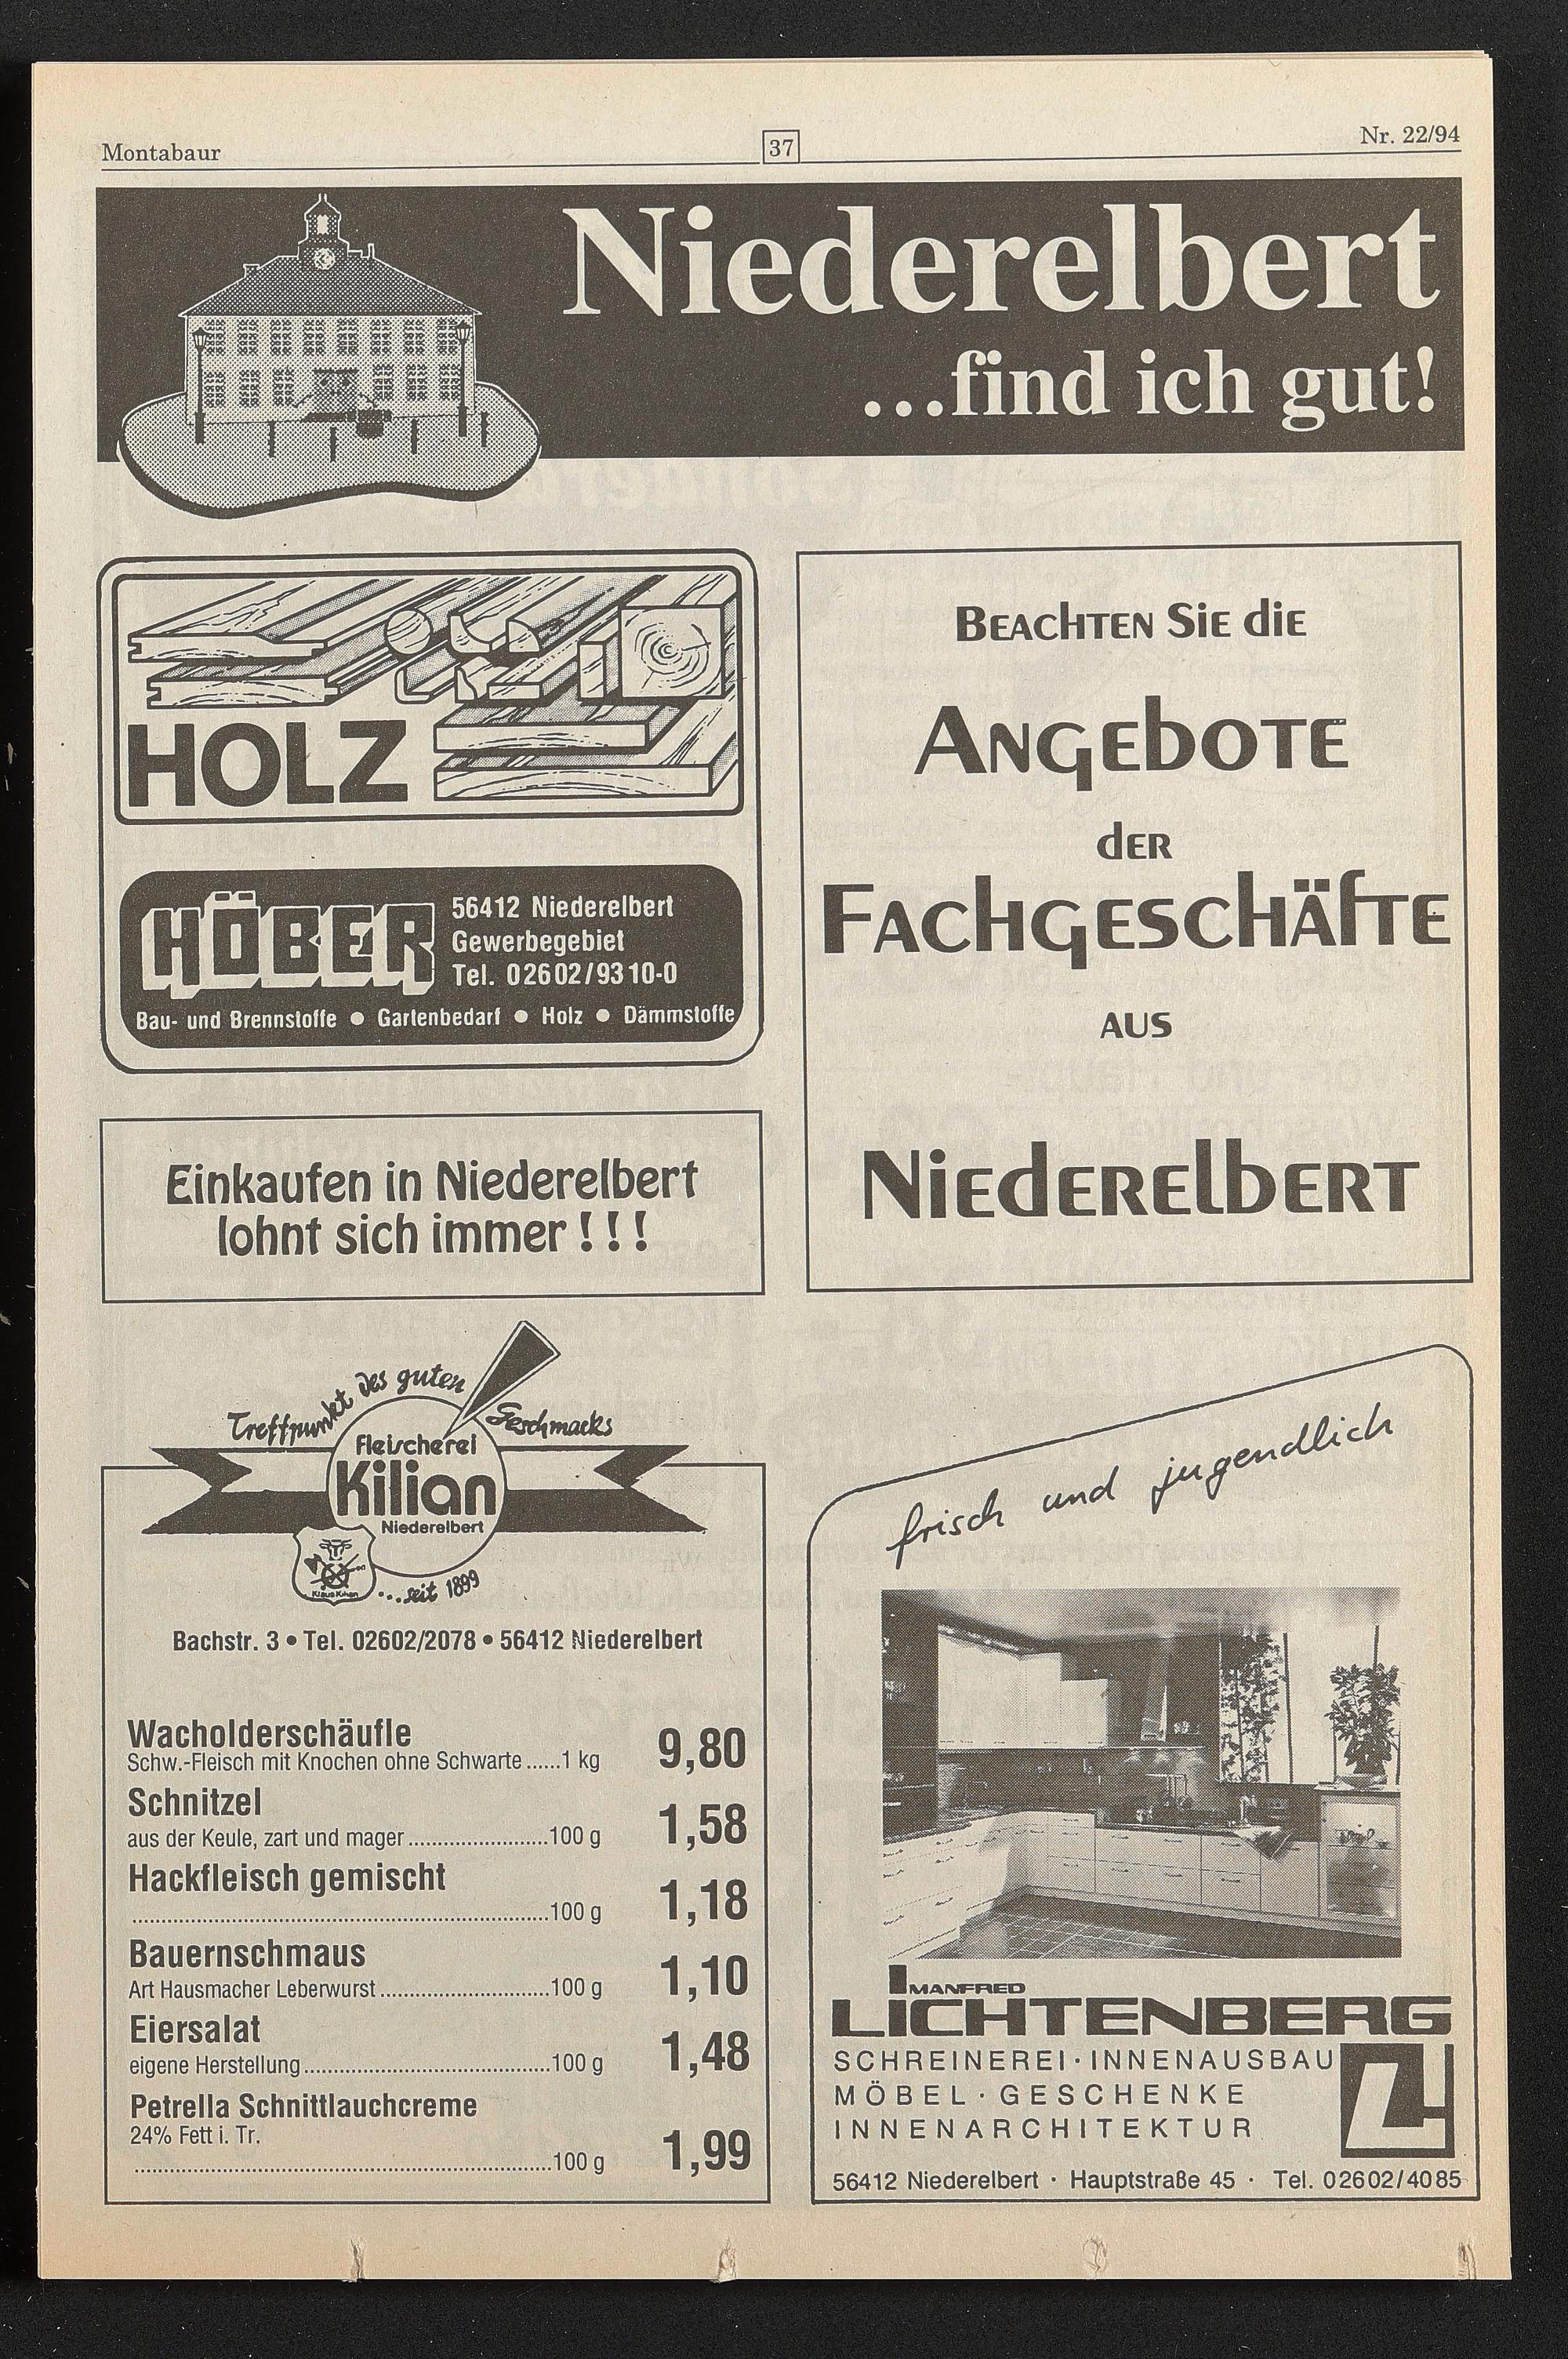 Montabaur
37
Nr. 22/94
Niederelbert
...find ich gut!
HOLZ
HÖBER
56412 Niederelbert
Gewerbegebiet
Tel. 02602/9310-0
Bau- und Brennstoffe ● Gartenbedarf ● Holz ● Dämmstoffe
Beachten Sie die
Angebote
der
Fachgeschäfte
aus
Niederelbert
Einkaufen in Niederelbert
lohnt sich immer ! ! !
Treffpunkt des guten Geschmacks
Fleischerei
Kilian
Niederelbert
Klaus Kilian
...seit 1899
Bachstr. 3 • Tel. 02602/2078 • 56412 Niederelbert
Wacholderschäufle
Schw.-Fleisch mit Knochen ohne Schwarte ......1 kg 9,80
Schnitzel
aus der Keule, zart und mager ........................100 g 1,58
Hackfleisch gemischt
........................................................................100 g 1,18
Bauernschmaus
Art Hausmacher Leberwurst .............................100 g 1,10
Eiersalat
eigene Herstellung ..........................................100 g 1,48
Petrella Schnittlauchcreme
24% Fett i. Tr.
........................................................................100 g 1,99
frisch und jugendlich
MANFRED
LICHTENBERG
SCHREINEREI · INNENAUSBAU
MÖBEL · GESCHENKE
INNENARCHITEKTUR
56412 Niederelbert · Hauptstraße 45 · Tel. 02602/4085